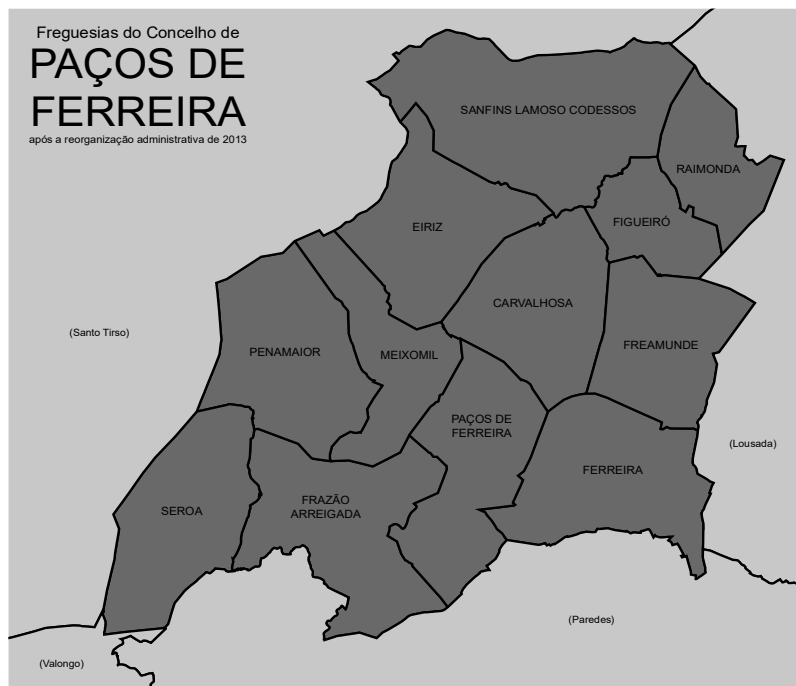 Freguesias do Concelho de
PAÇOS DE
FERREIRA
após a reorganização administrativa de 2013
SANFINS LAMOSO CODESSOS
RAIMONDA
FIGUEIRÓ
EIRIZ
CARVALHOSA
(Santo Tirso)
FREAMUNDE
PENAMAIOR
MEIXOMIL
PAÇOS DE
FERREIRA
(Lousada)
FERREIRA
FRAZÃO
ARREIGADA
SEROA
(Paredes)
(Valongo)